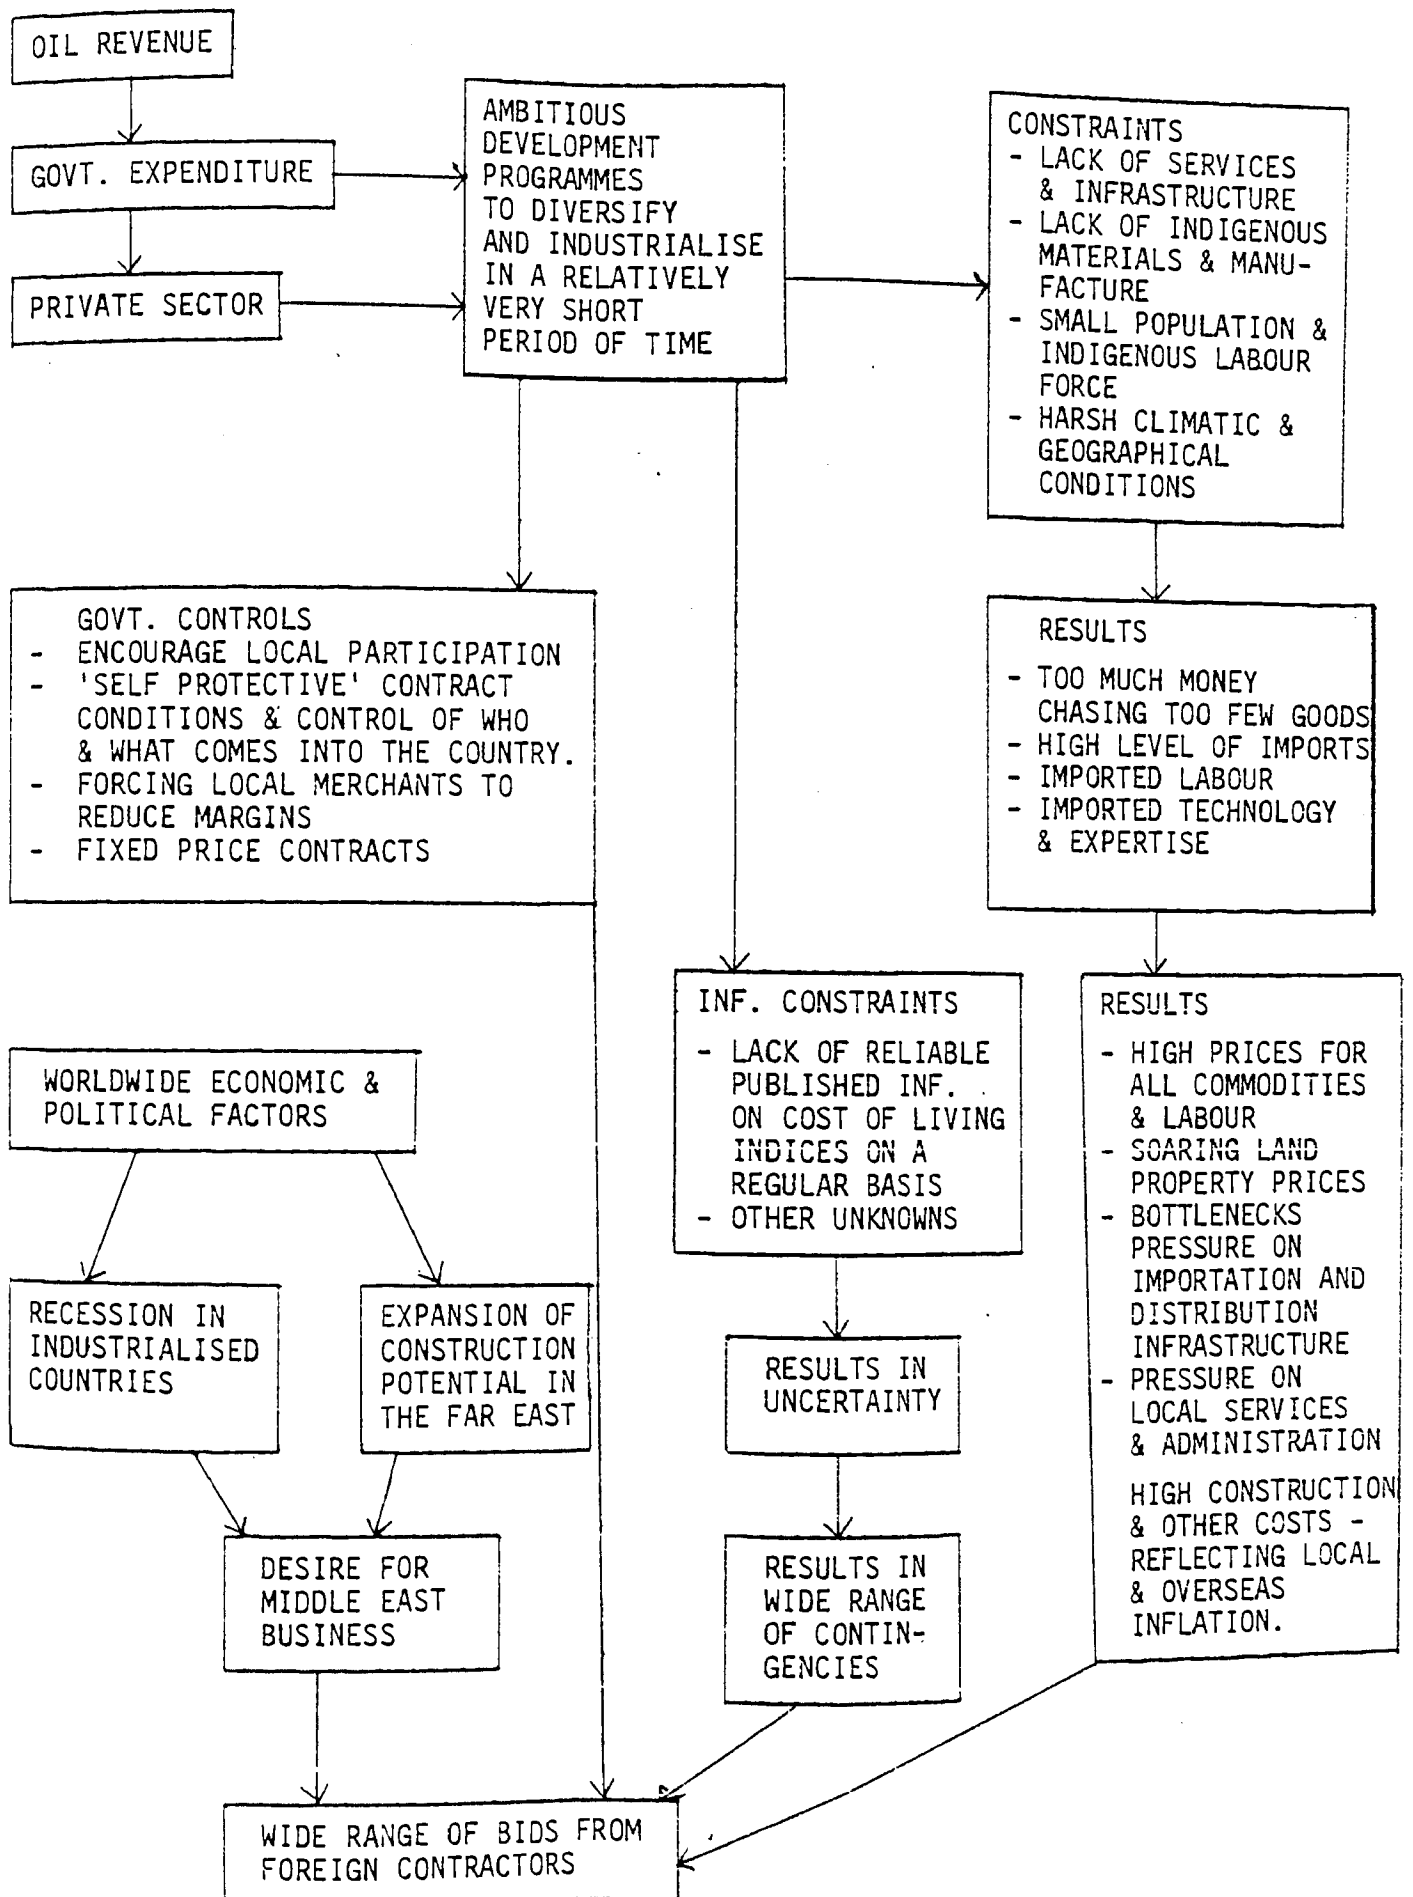 OIL REVENUE
GOVT. EXPENDITURE
PRIVATE SECTOR
AMBITIOUS
DEVELOPMENT
PROGRAMMES
TO DIVERSIFY
AND INDUSTRIALISE
IN A RELATIVELY
VERY SHORT
PERIOD OF TIME
CONSTRAINTS
- LACK OF SERVICES
& INFRASTRUCTURE
- LACK OF INDIGENOUS
MATERIALS & MANU-
FACTURE
- SMALL POPULATION &
INDIGENOUS LABOUR
FORCE
- HARSH CLIMATIC &
GEOGRAPHICAL
CONDITIONS
GOVT. CONTROLS
- ENCOURAGE LOCAL PARTICIPATION
- 'SELF PROTECTIVE' CONTRACT
CONDITIONS & CONTROL OF WHO
& WHAT COMES INTO THE COUNTRY.
- FORCING LOCAL MERCHANTS TO
REDUCE MARGINS
- FIXED PRICE CONTRACTS
RESULTS
- TOO MUCH MONEY
CHASING TOO FEW GOODS
- HIGH LEVEL OF IMPORTS
- IMPORTED LABOUR
- IMPORTED TECHNOLOGY
& EXPERTISE
INF. CONSTRAINTS
- LACK OF RELIABLE
PUBLISHED INF.
ON COST OF LIVING
INDICES ON A
REGULAR BASIS
- OTHER UNKNOWNS
RESULTS
- HIGH PRICES FOR
ALL COMMODITIES
& LABOUR
- SOARING LAND
PROPERTY PRICES
- BOTTLENECKS
PRESSURE ON
IMPORTATION AND
DISTRIBUTION
INFRASTRUCTURE
- PRESSURE ON
LOCAL SERVICES
& ADMINISTRATION
HIGH CONSTRUCTION
& OTHER COSTS -
REFLECTING LOCAL
& OVERSEAS
INFLATION.
WORLDWIDE ECONOMIC &
POLITICAL FACTORS
RECESSION IN
INDUSTRIALISED
COUNTRIES
EXPANSION OF
CONSTRUCTION
POTENTIAL IN
THE FAR EAST
RESULTS IN
UNCERTAINTY
DESIRE FOR
MIDDLE EAST
BUSINESS
RESULTS IN
WIDE RANGE
OF CONTIN-
GENCIES
WIDE RANGE OF BIDS FROM
FOREIGN CONTRACTORS